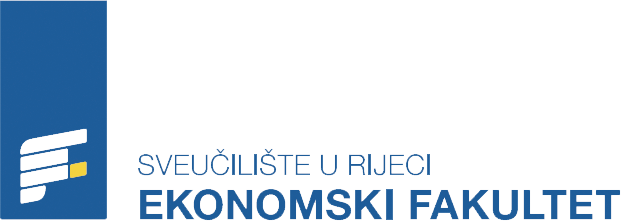 SVEUČILIŠTE U RIJECI
EKONOMSKI FAKULTET